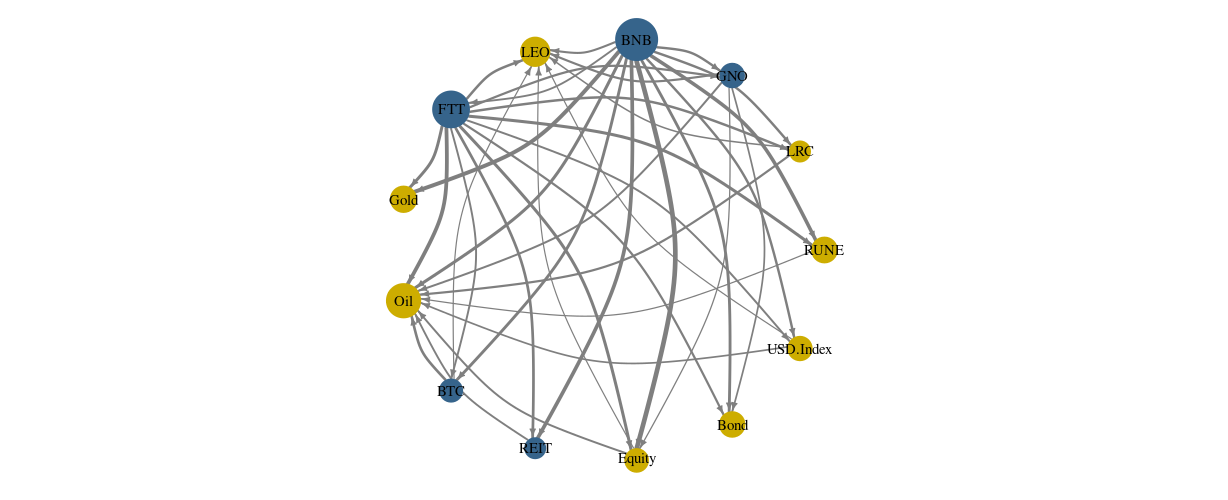 BNB
LEO
GNO
FTT
LRC
Gold
RUNE
Oil
USD.Index
BTC
Bond
REIT
Equity